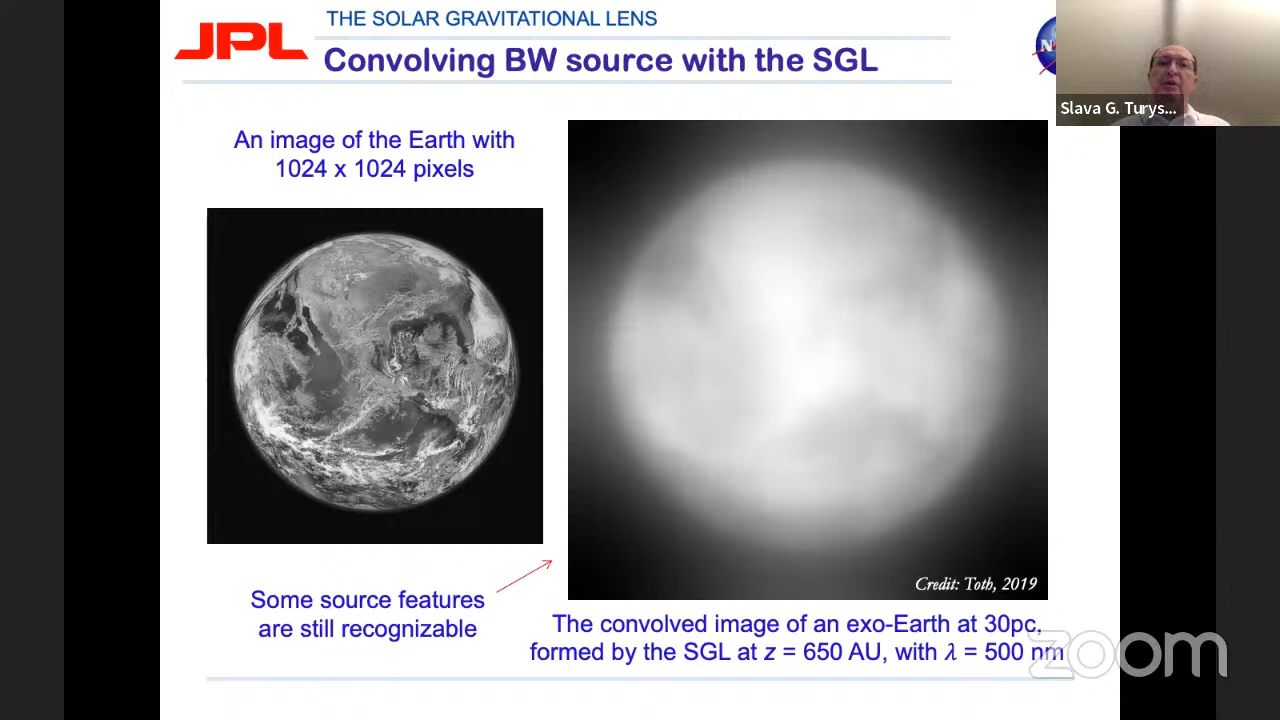 JPL
THE SOLAR GRAVITATIONAL LENS
Convolving BW source with the SGL
Slava G. Turys...
An image of the Earth with
1024 x 1024 pixels
Credit: Toth, 2019
Some source features
are still recognizable
The convolved image of an exo-Earth at 30pc,
formed by the SGL at z = 650 AU, with λ = 500 nm
zoom